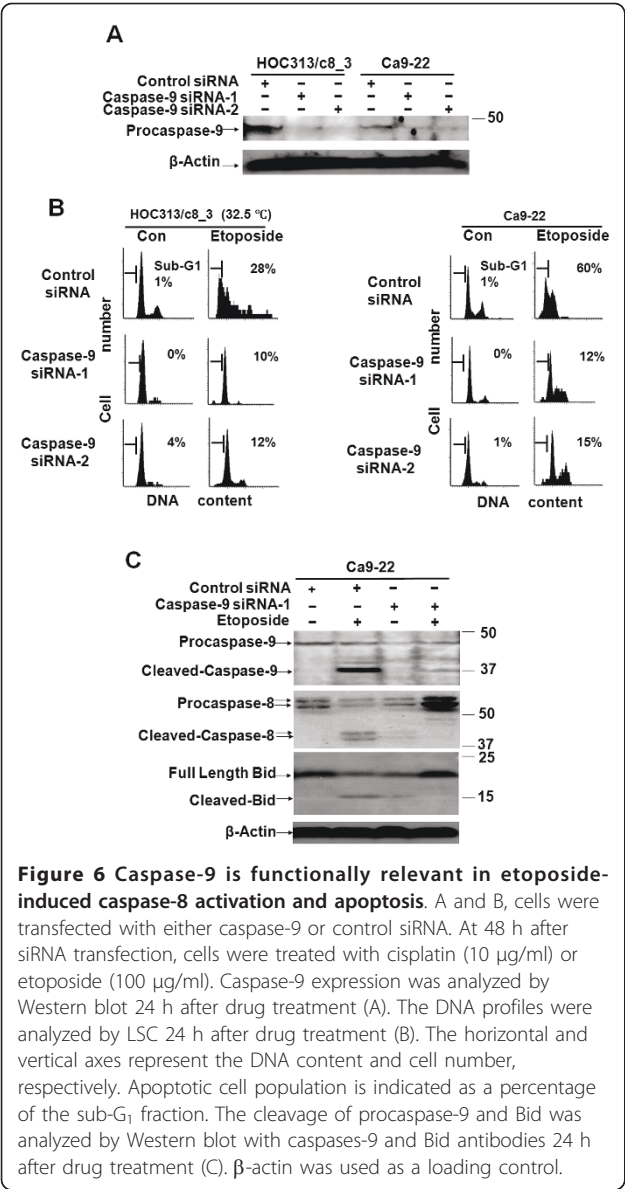 A
HOC313/c8_3 Ca9-22
Control siRNA + - - + - -
Caspase-9 siRNA-1 - + - - + -
Caspase-9 siRNA-2 - - + - - +
50
Procaspase-9
β-Actin
B
HOC313/c8_3 (32.5 ℃)
Con Etoposide
Control siRNA
Sub-G1 1%
28%
Caspase-9 siRNA-1
0%
10%
Caspase-9 siRNA-2
4%
12%
Cell number
DNA content
Ca9-22
Con Etoposide
Control siRNA
Sub-G1 1%
60%
Caspase-9 siRNA-1
0%
12%
Caspase-9 siRNA-2
1%
15%
Cell number
DNA content
C
Ca9-22
Control siRNA + + - -
Caspase-9 siRNA-1 - - + +
Etoposide - + - +
50
Procaspase-9
Cleaved-Caspase-9 37
Procaspase-8
50
Cleaved-Caspase-8
37
25
Full Length Bid
Cleaved-Bid 15
β-Actin
Figure 6 Caspase-9 is functionally relevant in etoposide-
induced caspase-8 activation and apoptosis. A and B, cells were
transfected with either caspase-9 or control siRNA. At 48 h after
siRNA transfection, cells were treated with cisplatin (10 μg/ml) or
etoposide (100 μg/ml). Caspase-9 expression was analyzed by
Western blot 24 h after drug treatment (A). The DNA profiles were
analyzed by LSC 24 h after drug treatment (B). The horizontal and
vertical axes represent the DNA content and cell number,
respectively. Apoptotic cell population is indicated as a percentage
of the sub-G₁ fraction. The cleavage of procaspase-9 and Bid was
analyzed by Western blot with caspases-9 and Bid antibodies 24 h
after drug treatment (C). β-actin was used as a loading control.